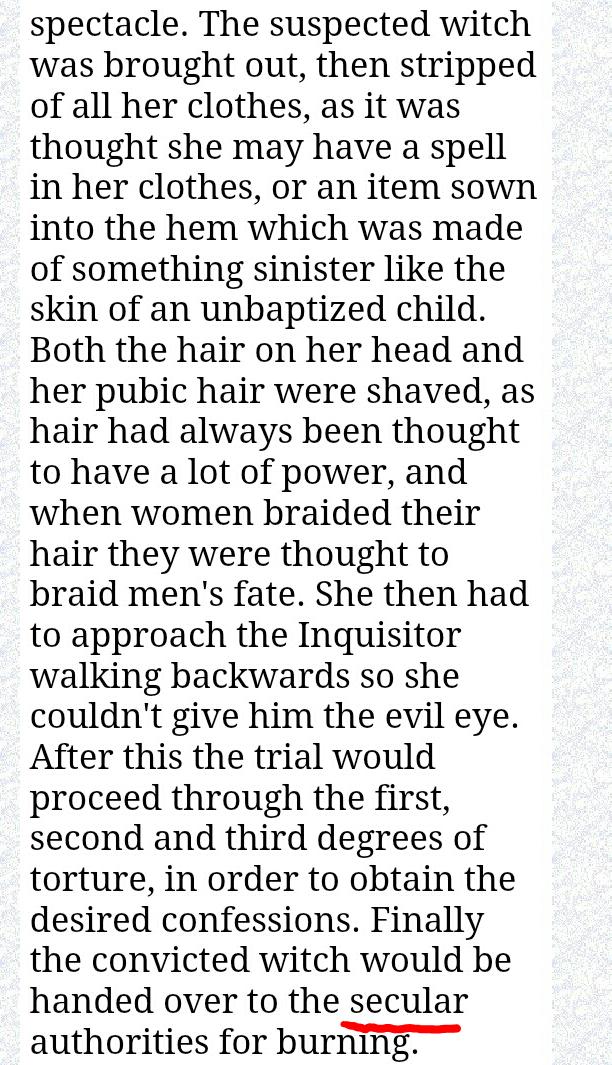 spectacle. The suspected witch
was brought out, then stripped
of all her clothes, as it was
thought she may have a spell
in her clothes, or an item sown
into the hem which was made
of something sinister like the
skin of an unbaptized child.
Both the hair on her head and
her pubic hair were shaved, as
hair had always been thought
to have a lot of power, and
when women braided their
hair they were thought to
braid men's fate. She then had
to approach the Inquisitor
walking backwards so she
couldn't give him the evil eye.
After this the trial would
proceed through the first,
second and third degrees of
torture, in order to obtain the
desired confessions. Finally
the convicted witch would be
handed over to the secular
authorities for burning.